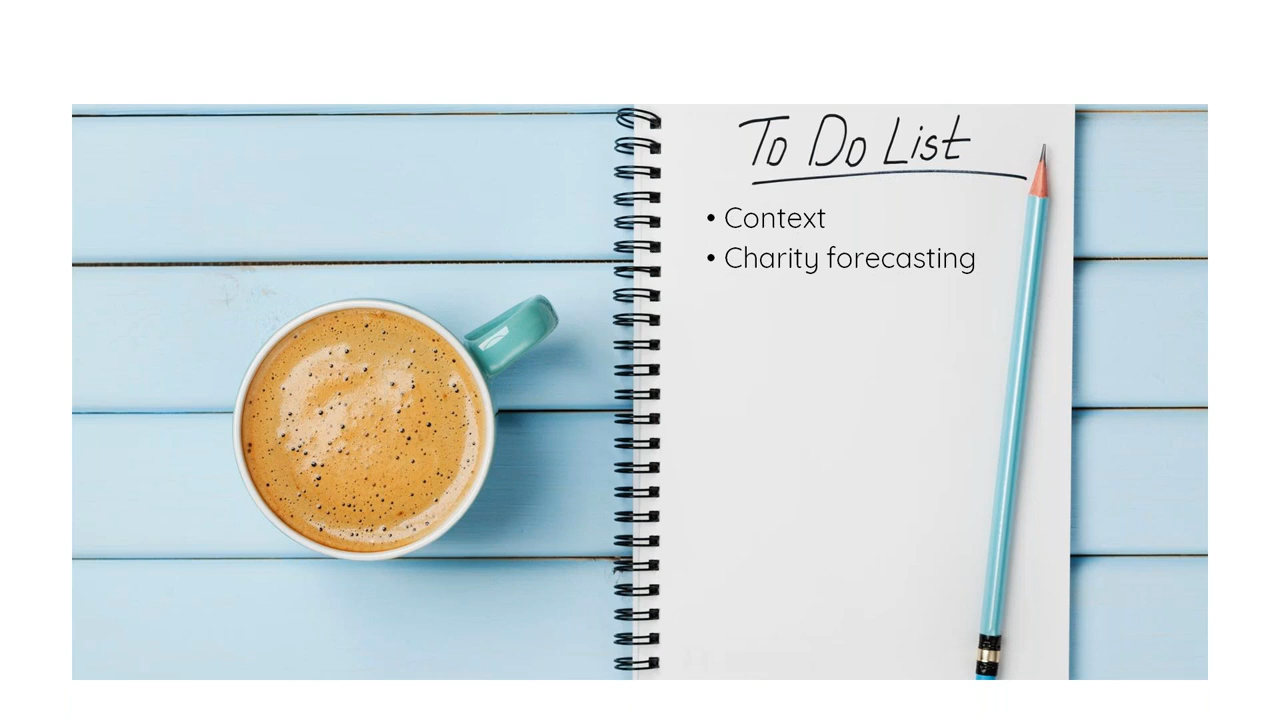 To Do List
• Context
• Charity forecasting